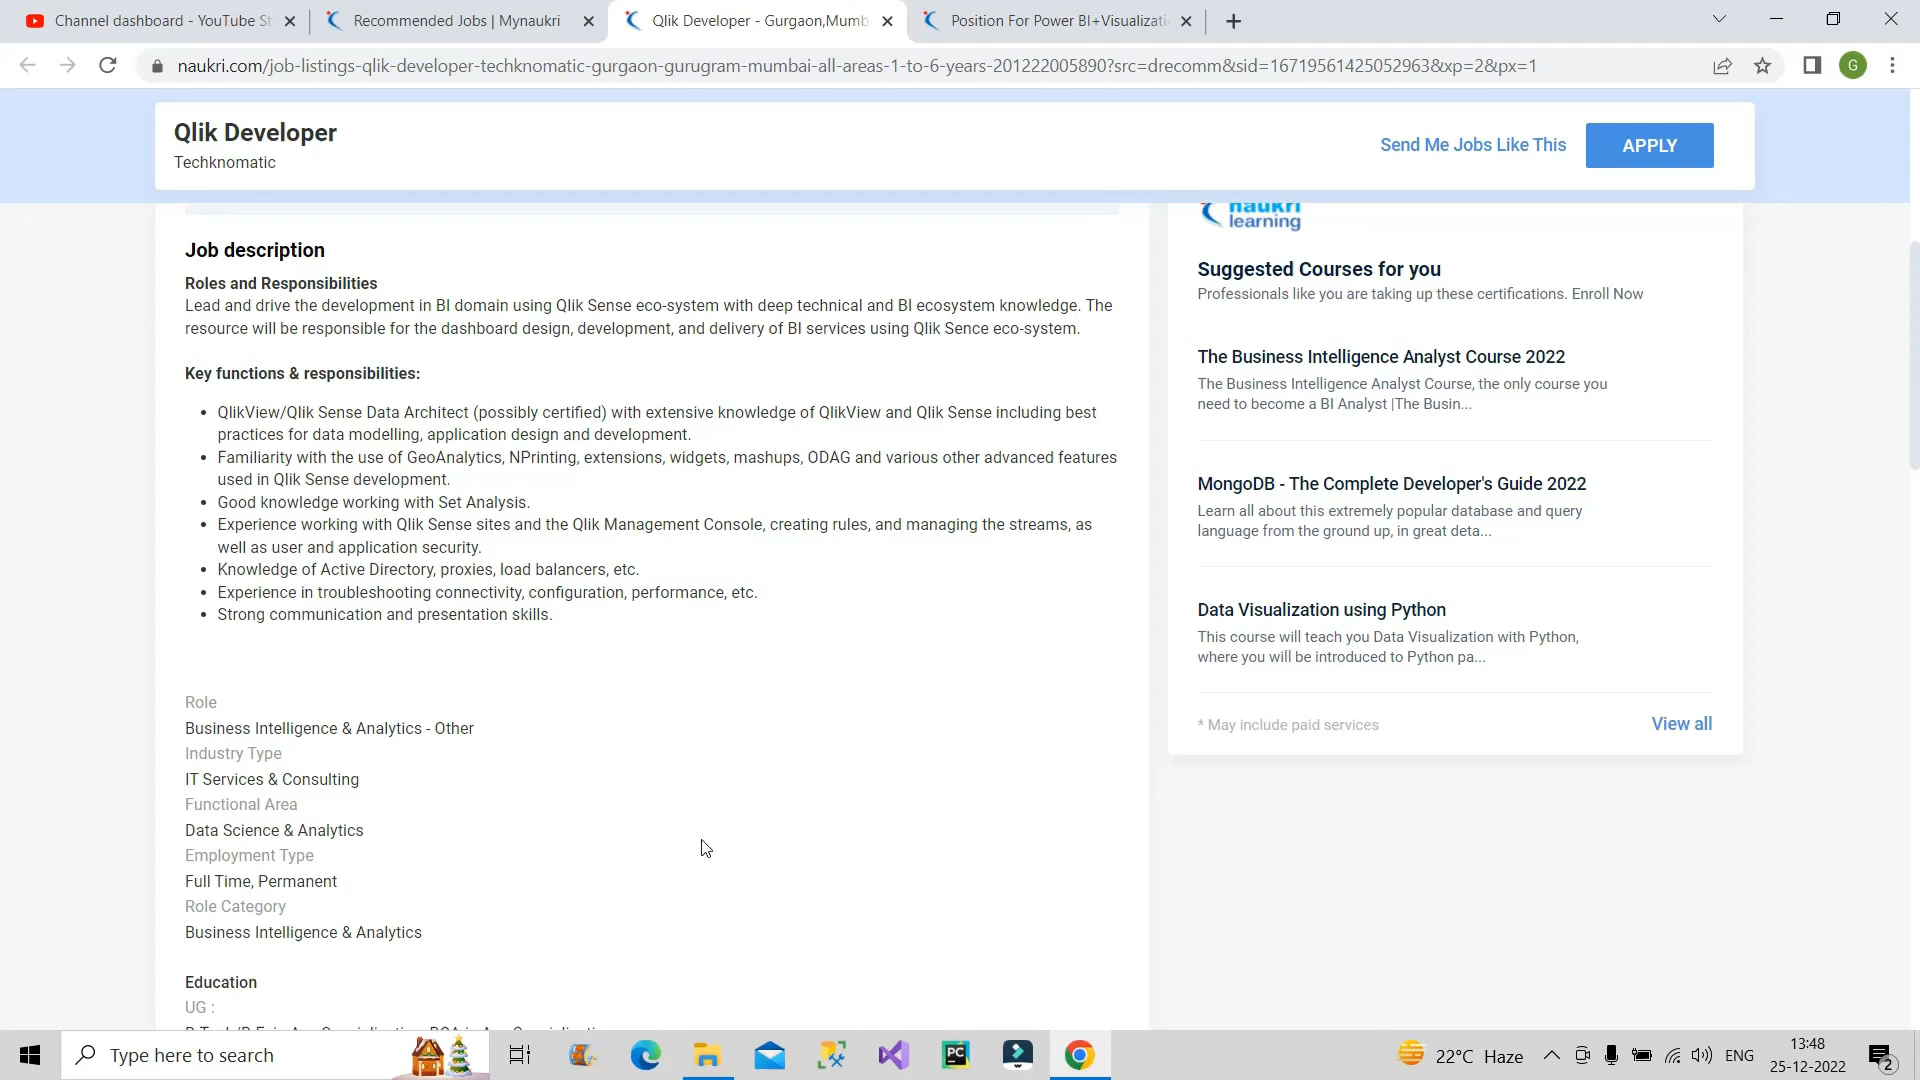 Channel dashboard - YouTube St
Recommended Jobs | Mynaukri
Qlik Developer - Gurgaon,Mumb
Position For Power BI+Visualizati
naukri.com/job-listings-qlik-developer-techknomatic-gurgaon-gurugram-mumbai-all-areas-1-to-6-years-201222005890?src=drecomm&sid=16719561425052963&xp=2&px=1
G
Qlik Developer
Techknomatic
Send Me Jobs Like This
APPLY
Job description
Roles and Responsibilities
Lead and drive the development in BI domain using Qlik Sense eco-system with deep technical and BI ecosystem knowledge. The
resource will be responsible for the dashboard design, development, and delivery of BI services using Qlik Sence eco-system.
Key functions & responsibilities:
• QlikView/Qlik Sense Data Architect (possibly certified) with extensive knowledge of QlikView and Qlik Sense including best
practices for data modelling, application design and development.
• Familiarity with the use of GeoAnalytics, NPrinting, extensions, widgets, mashups, ODAG and various other advanced features
used in Qlik Sense development.
• Good knowledge working with Set Analysis.
• Experience working with Qlik Sense sites and the Qlik Management Console, creating rules, and managing the streams, as
well as user and application security.
• Knowledge of Active Directory, proxies, load balancers, etc.
• Experience in troubleshooting connectivity, configuration, performance, etc.
• Strong communication and presentation skills.
Role
Business Intelligence & Analytics - Other
Industry Type
IT Services & Consulting
Functional Area
Data Science & Analytics
Employment Type
Full Time, Permanent
Role Category
Business Intelligence & Analytics
Education
UG :
naukri
learning
Suggested Courses for you
Professionals like you are taking up these certifications. Enroll Now
The Business Intelligence Analyst Course 2022
The Business Intelligence Analyst Course, the only course you
need to become a BI Analyst |The Busin...
MongoDB - The Complete Developer's Guide 2022
Learn all about this extremely popular database and query
language from the ground up, in great deta...
Data Visualization using Python
This course will teach you Data Visualization with Python,
where you will be introduced to Python pa...
* May include paid services
View all
Type here to search
PC
22°C Haze
ENG
13:48
25-12-2022
2